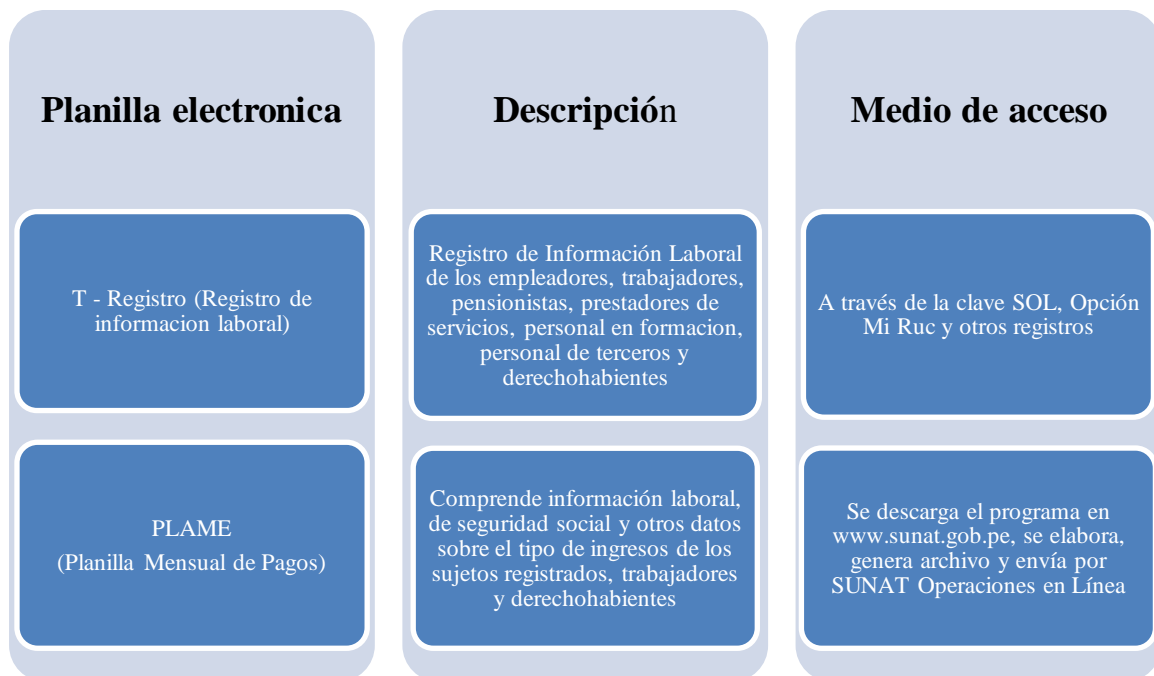 Planilla electronica
T - Registro (Registro de
informacion laboral)
PLAME
(Planilla Mensual de Pagos)
Descripción
Registro de Información Laboral
de los empleadores, trabajadores,
pensionistas, prestadores de
servicios, personal en formacion,
personal de terceros y
derechohabientes
Comprende información laboral,
de seguridad social y otros datos
sobre el tipo de ingresos de los
sujetos registrados, trabajadores
y derechohabientes
Medio de acceso
A través de la clave SOL, Opción
Mi Ruc y otros registros
Se descarga el programa en
www.sunat.gob.pe, se elabora,
genera archivo y envía por
SUNAT Operaciones en Línea